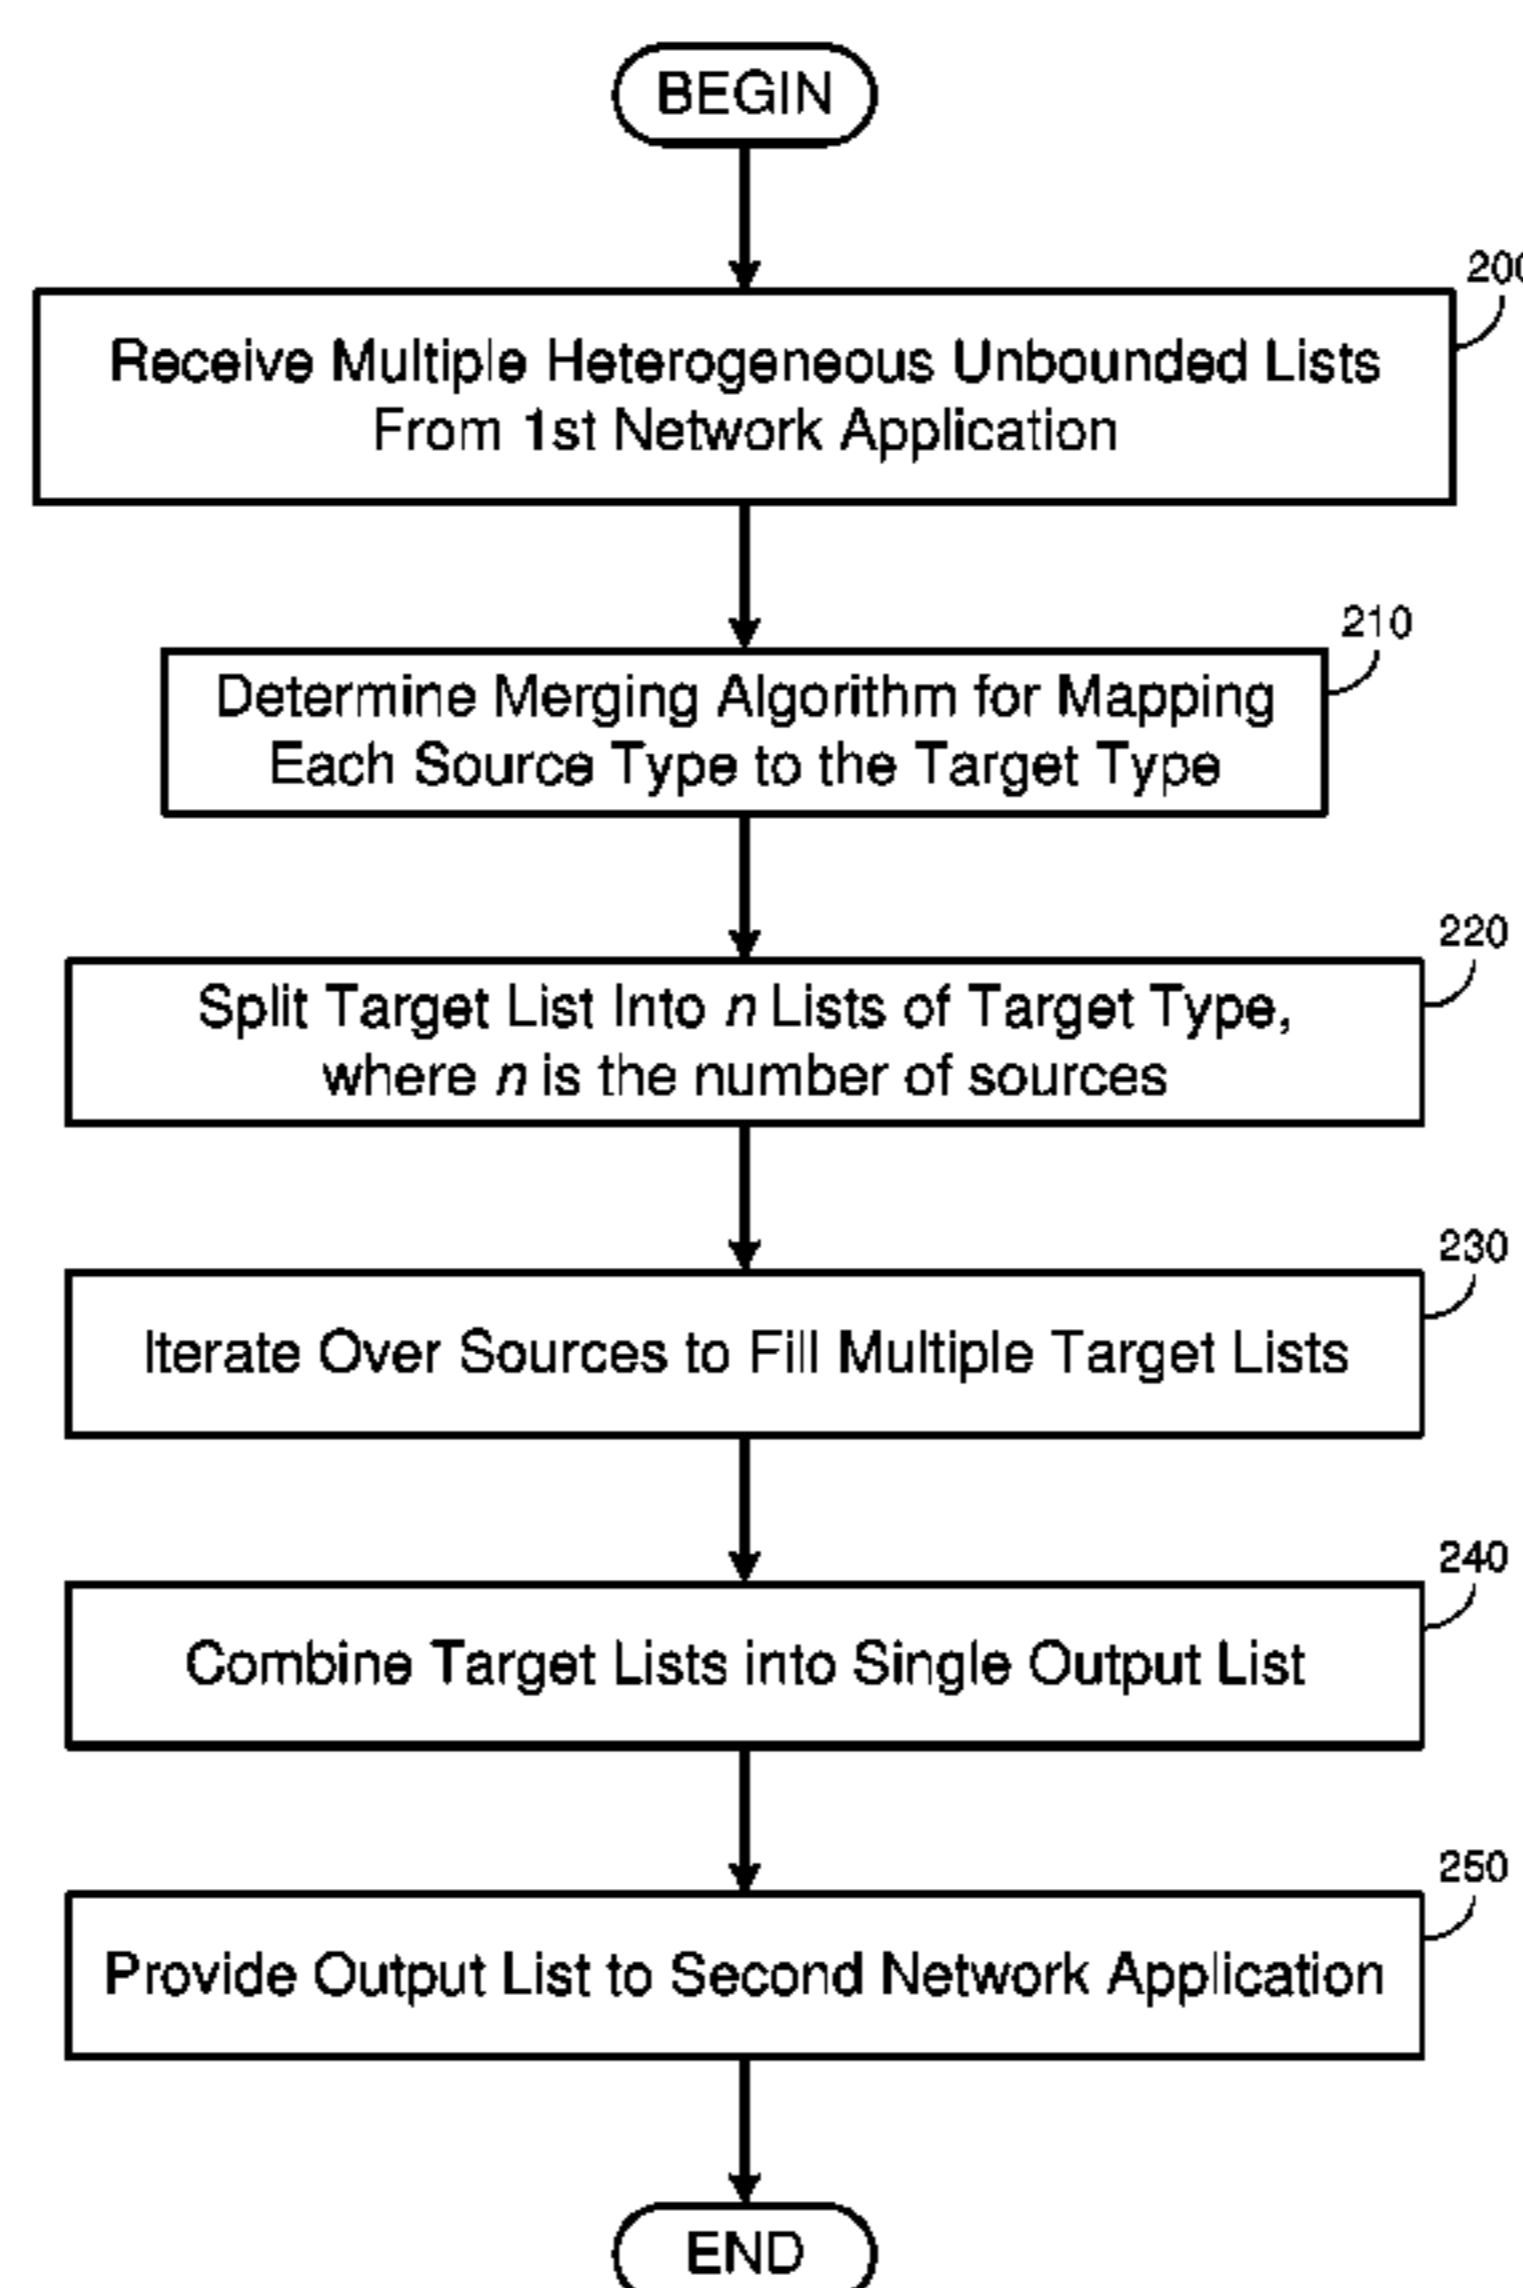 BEGIN
200
Receive Multiple Heterogeneous Unbounded Lists
From 1st Network Application
210
Determine Merging Algorithm for Mapping
Each Source Type to the Target Type
220
Split Target List Into n Lists of Target Type,
where n is the number of sources
230
Iterate Over Sources to Fill Multiple Target Lists
240
Combine Target Lists into Single Output List
250
Provide Output List to Second Network Application
END